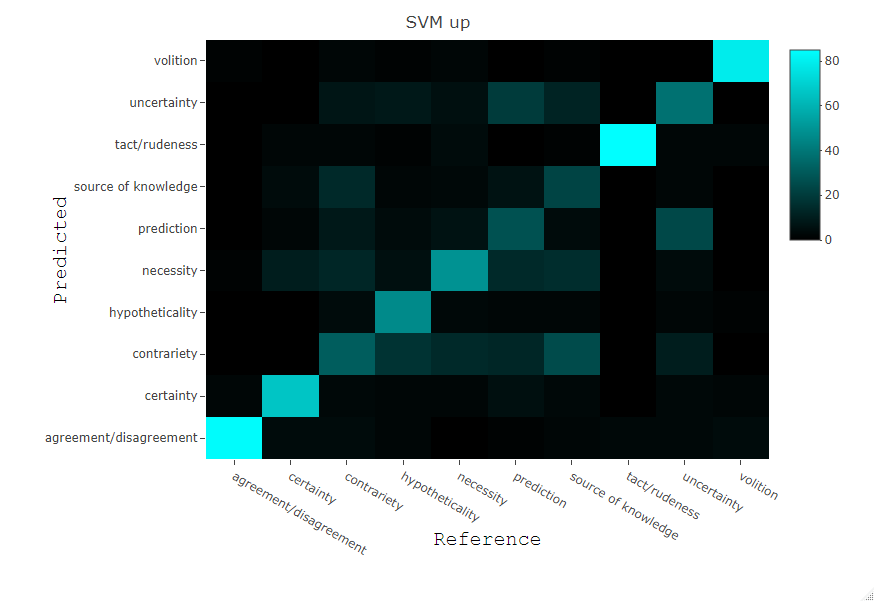 SVM up
Predicted
volition
uncertainty
tact/rudeness
source of knowledge
prediction
necessity
hypotheticality
contrariety
certainty
agreement/disagreement
80
60
40
20
0
agreement/disagreement
certainty
contrariety
hypotheticality
necessity
prediction
source of knowledge
tact/rudeness
uncertainty
volition
Reference